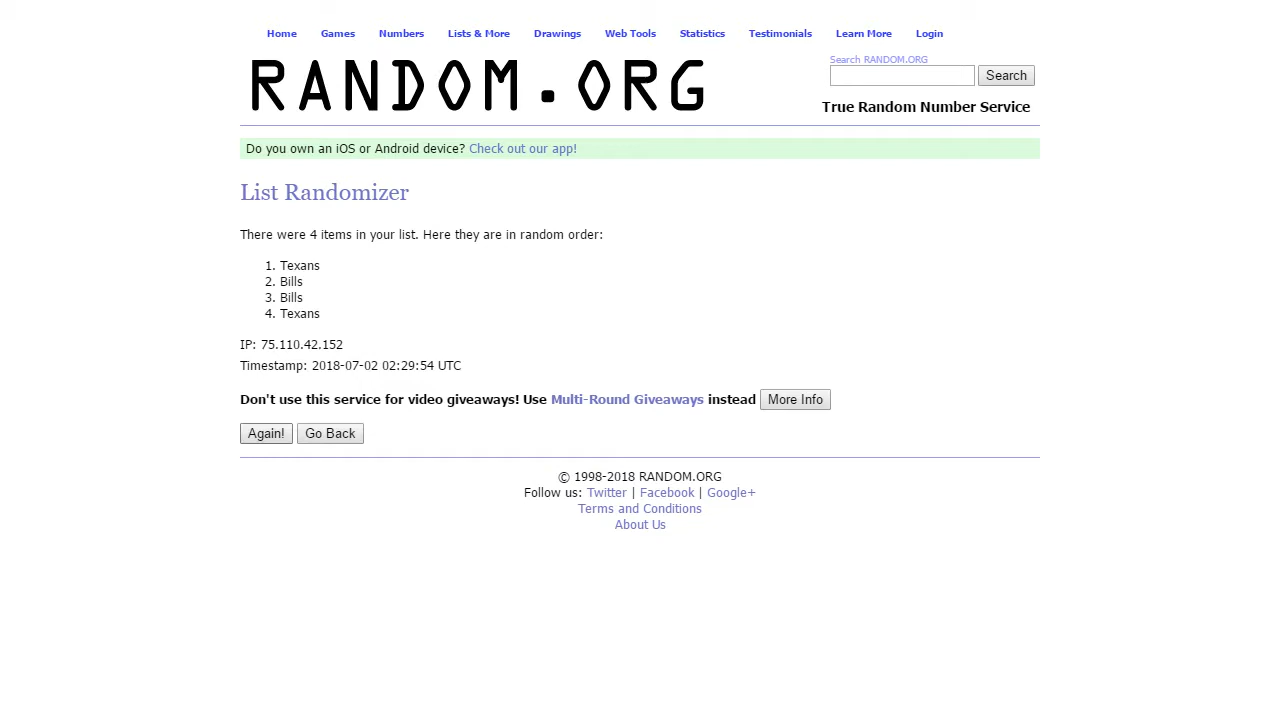 Home Games Numbers Lists & More Drawings Web Tools Statistics Testimonials Learn More Login
RANDOM.ORG
Search RANDOM.ORG
Search
True Random Number Service
Do you own an iOS or Android device? Check out our app!
List Randomizer
There were 4 items in your list. Here they are in random order:
1. Texans
2. Bills
3. Bills
4. Texans
IP: 75.110.42.152
Timestamp: 2018-07-02 02:29:54 UTC
Don't use this service for video giveaways! Use Multi-Round Giveaways instead More Info
Again! Go Back
© 1998-2018 RANDOM.ORG
Follow us: Twitter | Facebook | Google+
Terms and Conditions
About Us